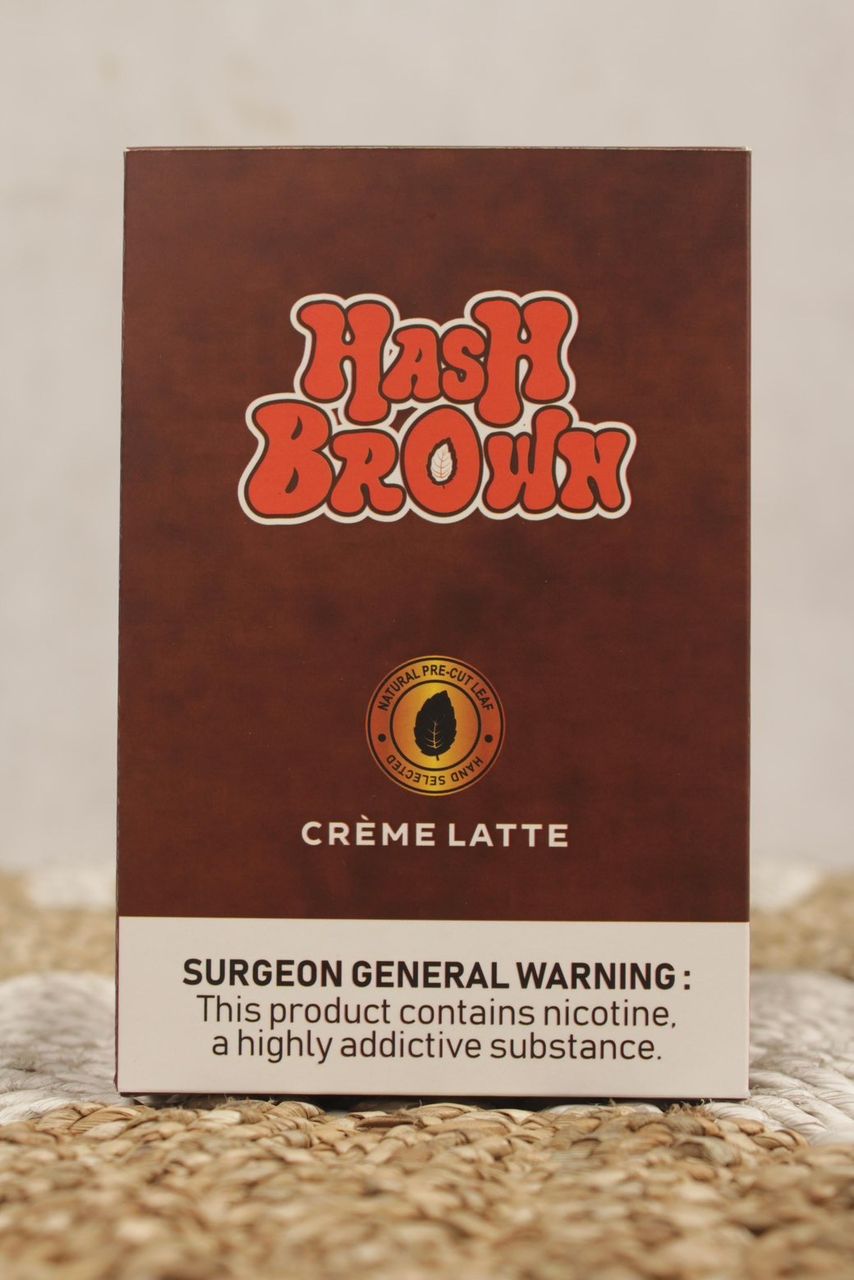 HASH
BROWN
NATURAL PRE-CUT LEAF
HAND SELECTED
CRÈME LATTE
SURGEON GENERAL WARNING :
This product contains nicotine,
a highly addictive substance.